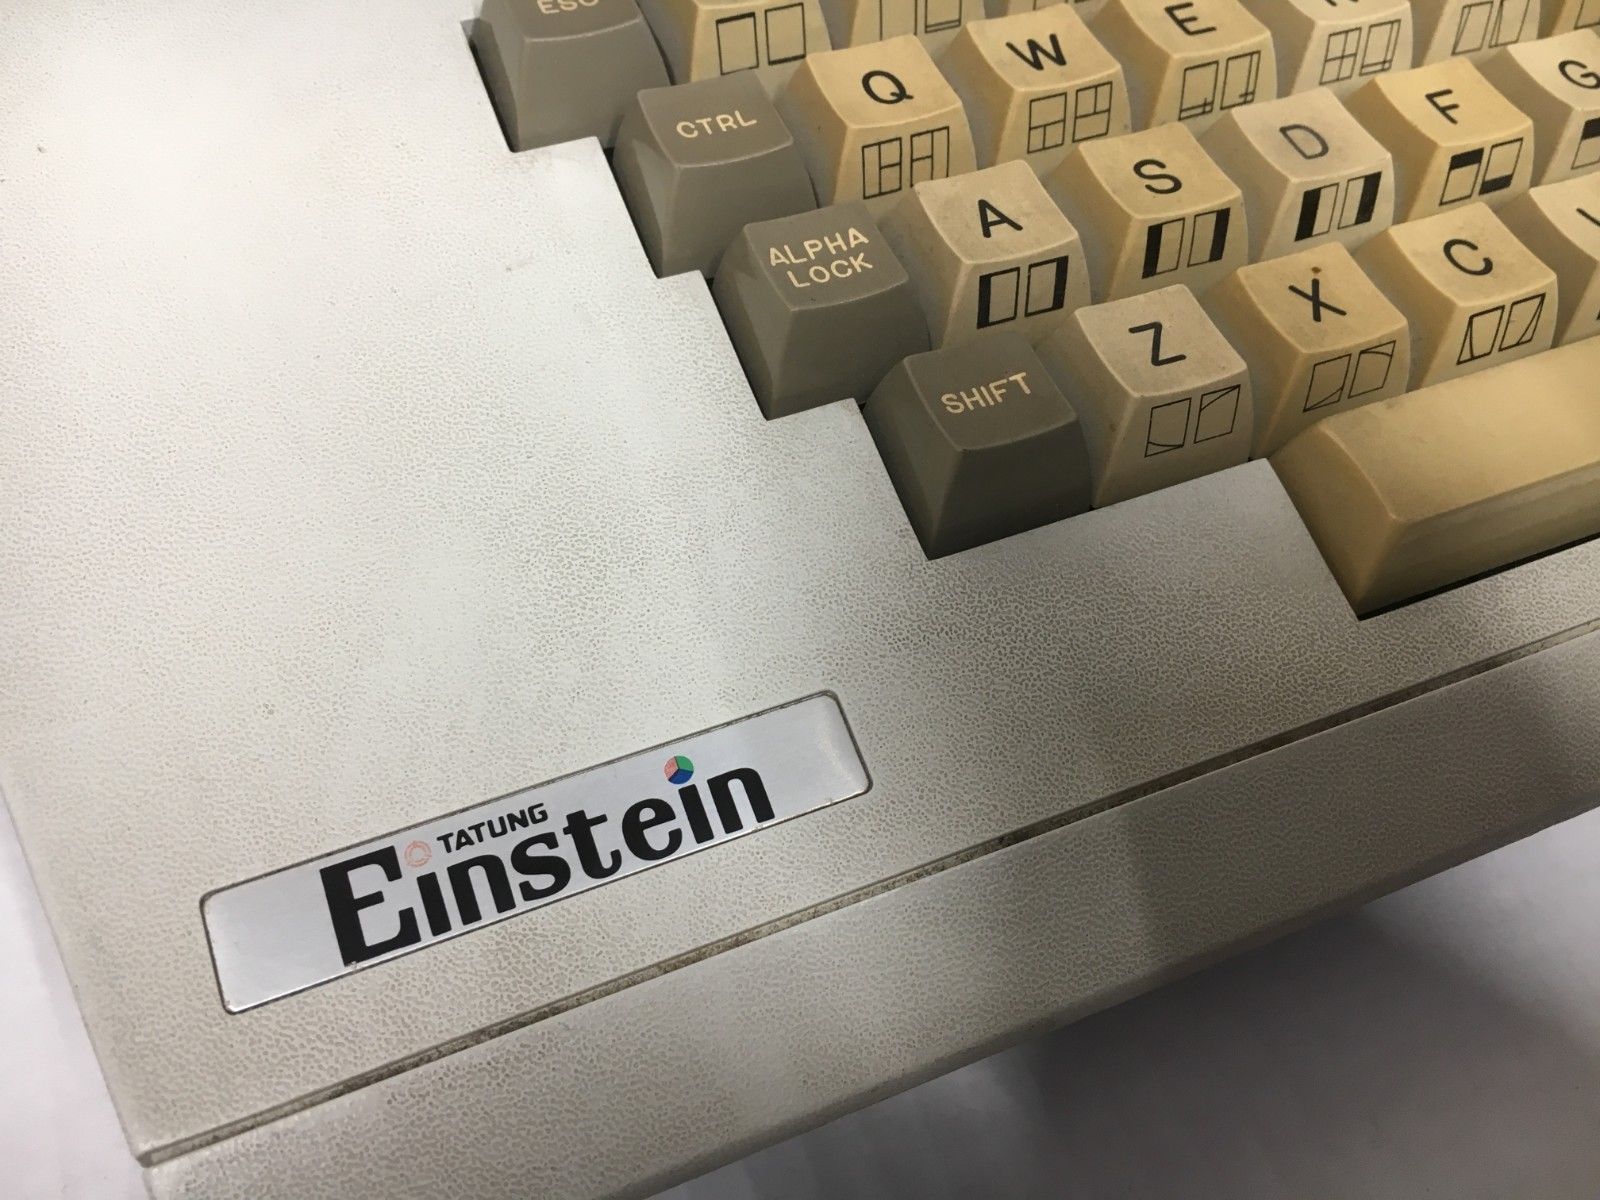 ESC
Q W E
CTRL
A S D F G
ALPHA
LOCK
Z X C
SHIFT
TATUNG
Einstein